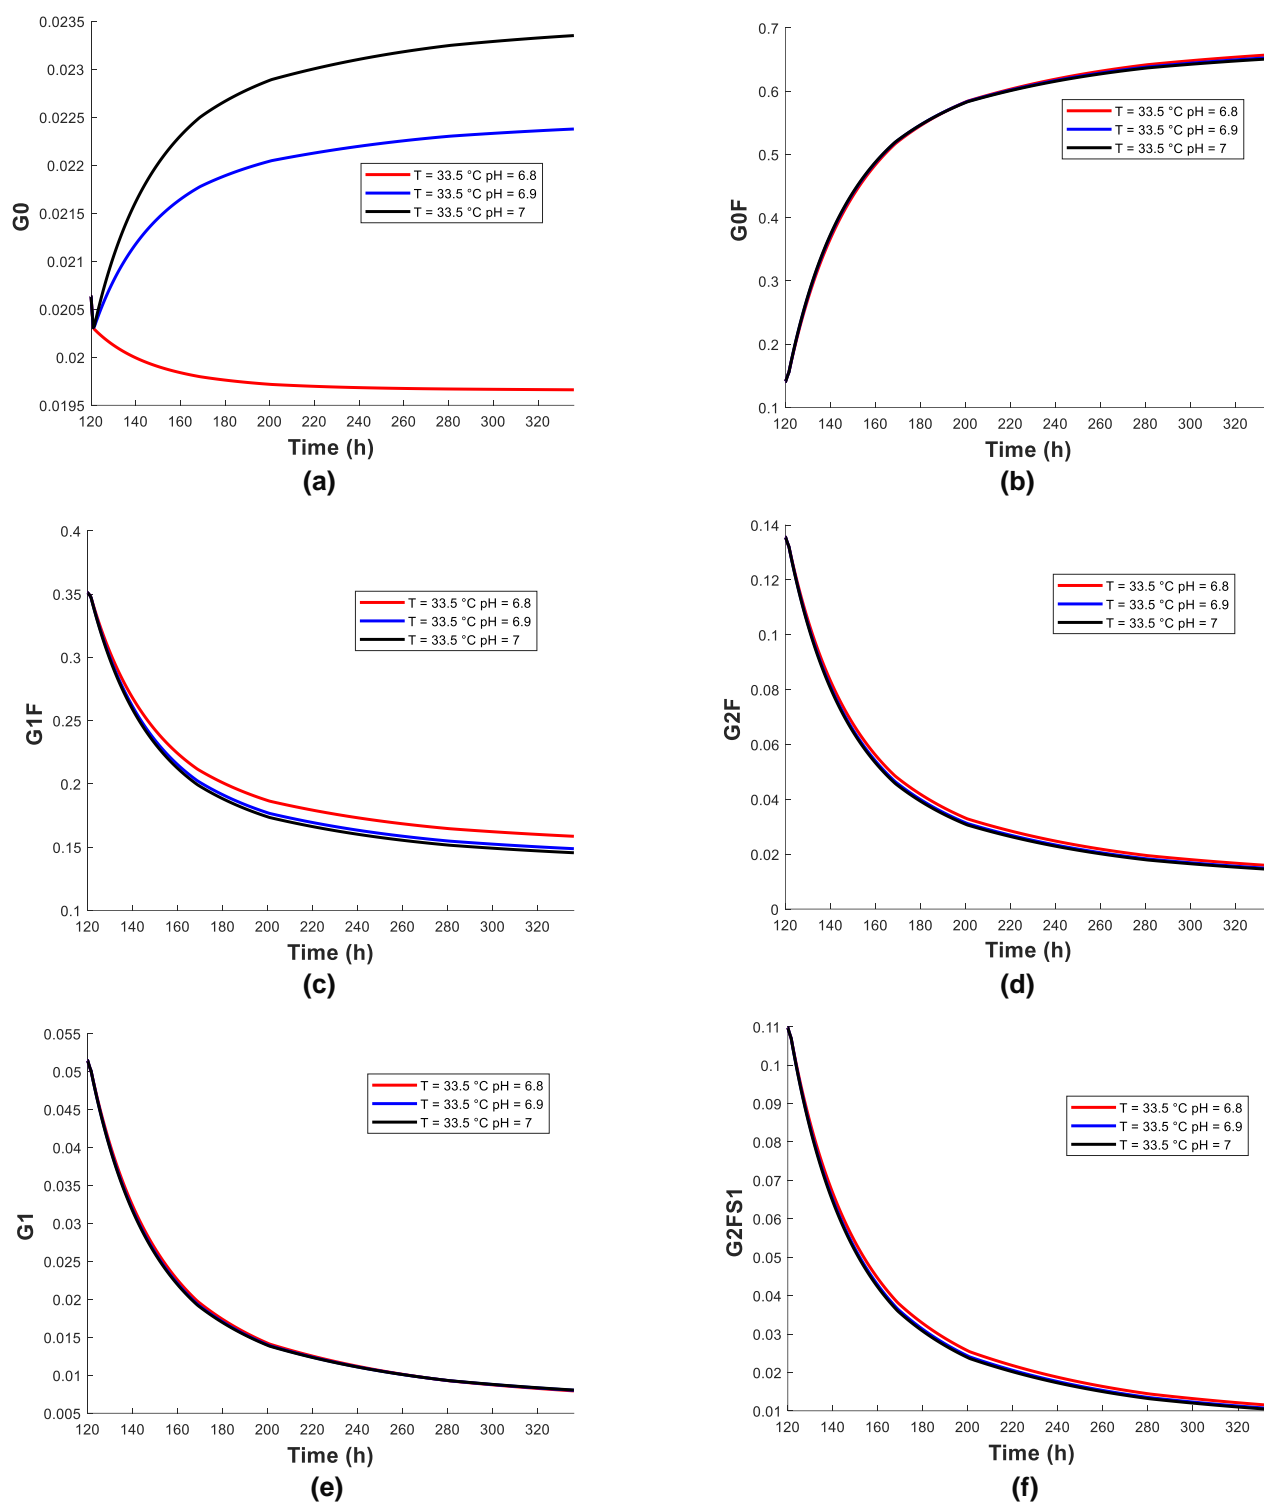 0.0235
0.023
0.0225
0.022
0.0215
0.021
0.0205
0.02
0.0195
G0
T = 33.5 °C pH = 6.8
T = 33.5 °C pH = 6.9
T = 33.5 °C pH = 7
120 140 160 180 200 220 240 260 280 300 320
Time (h)
(a)
0.7
0.6
0.5
0.4
0.3
0.2
0.1
G0F
T = 33.5 °C pH = 6.8
T = 33.5 °C pH = 6.9
T = 33.5 °C pH = 7
120 140 160 180 200 220 240 260 280 300 320
Time (h)
(b)
0.4
0.35
0.3
0.25
0.2
0.15
0.1
G1F
T = 33.5 °C pH = 6.8
T = 33.5 °C pH = 6.9
T = 33.5 °C pH = 7
120 140 160 180 200 220 240 260 280 300 320
Time (h)
(c)
0.14
0.12
0.1
0.08
0.06
0.04
0.02
0
G2F
T = 33.5 °C pH = 6.8
T = 33.5 °C pH = 6.9
T = 33.5 °C pH = 7
120 140 160 180 200 220 240 260 280 300 320
Time (h)
(d)
0.055
0.05
0.045
0.04
0.035
0.03
0.025
0.02
0.015
0.01
0.005
G1
T = 33.5 °C pH = 6.8
T = 33.5 °C pH = 6.9
T = 33.5 °C pH = 7
120 140 160 180 200 220 240 260 280 300 320
Time (h)
(e)
0.11
0.1
0.09
0.08
0.07
0.06
0.05
0.04
0.03
0.02
0.01
G2FS1
T = 33.5 °C pH = 6.8
T = 33.5 °C pH = 6.9
T = 33.5 °C pH = 7
120 140 160 180 200 220 240 260 280 300 320
Time (h)
(f)